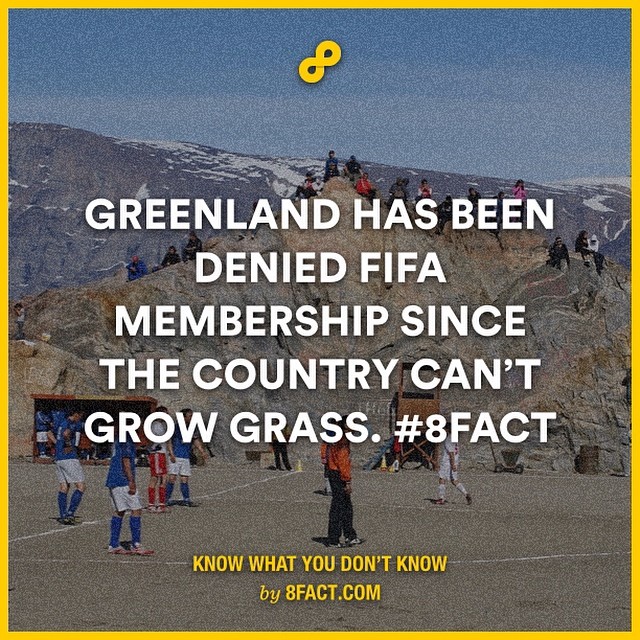 GREENLAND HAS BEEN
DENIED FIFA
MEMBERSHIP SINCE
THE COUNTRY CAN'T
GROW GRASS. #8FACT
KNOW WHAT YOU DON'T KNOW
by 8FACT.COM